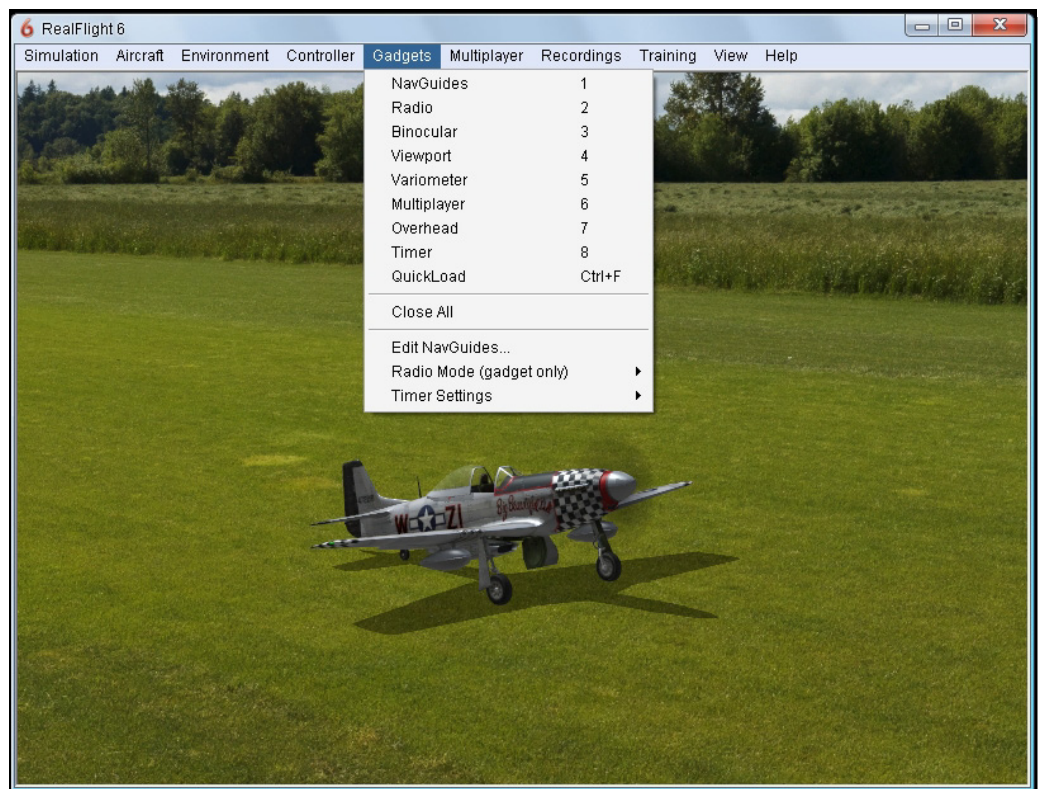 6 RealFlight 6
Simulation Aircraft Environment Controller Gadgets Multiplayer Recordings Training View Help
NavGuides 1
Radio 2
Binocular 3
Viewport 4
Variometer 5
Multiplayer 6
Overhead 7
Timer 8
QuickLoad Ctrl+F
Close All
Edit NavGuides...
Radio Mode (gadget only)
Timer Settings
W ZI